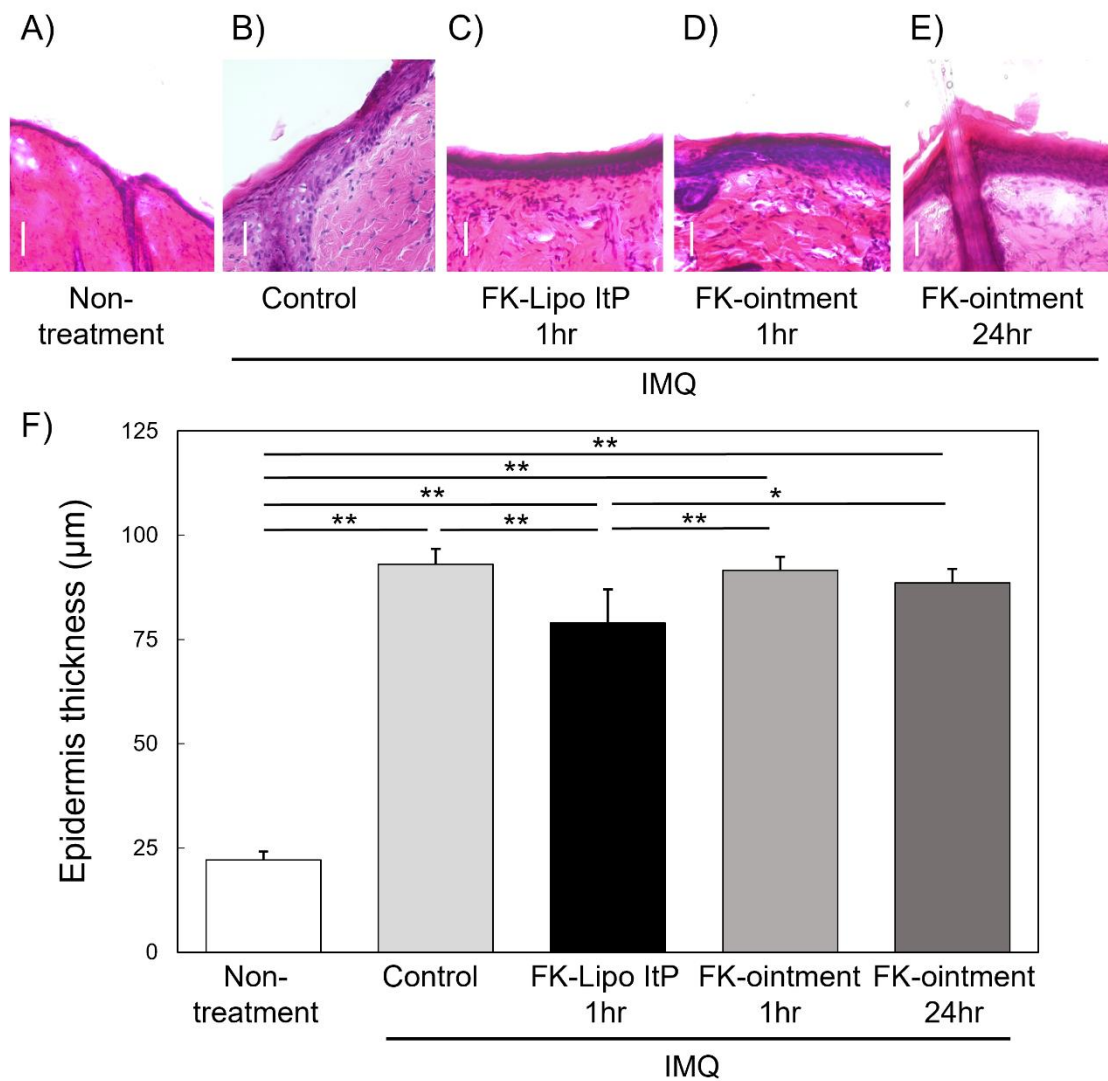 A)
B)
C)
D)
E)
Non-
treatment
Control
FK-Lipo ItP
1hr
FK-ointment
1hr
FK-ointment
24hr
IMQ
F)
Epidermis thickness (µm)
125
100
75
50
25
0
**
**
**
*
**
**
**
Non-
treatment
Control
FK-Lipo ItP
1hr
FK-ointment
1hr
FK-ointment
24hr
IMQ